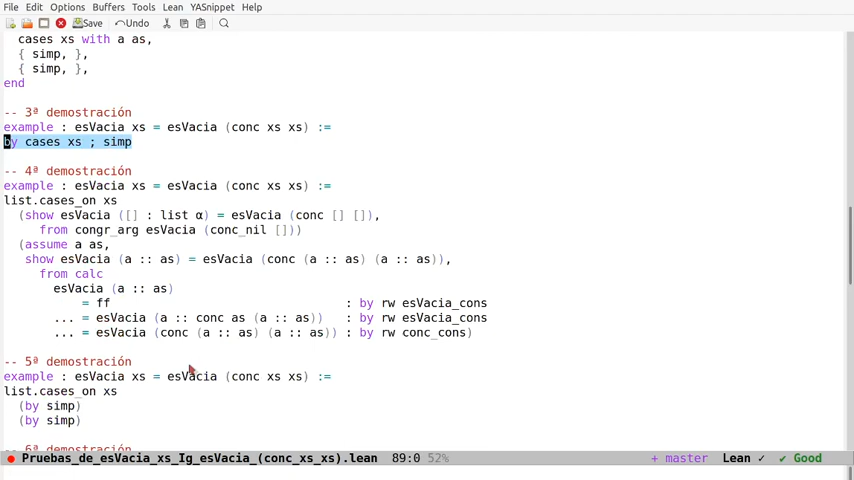 File Edit Options Buffers Tools Lean YASnippet Help
Save Undo
cases xs with a as,
{ simp, },
{ simp, },
end
-- 3ª demostración
example : esVacia xs = esVacia (conc xs xs) :=
by cases xs ; simp
-- 4ª demostración
example : esVacia xs = esVacia (conc xs xs) :=
list.cases_on xs
(show esVacia ([] : list α) = esVacia (conc [] []),
from congr_arg esVacia (conc_nil []))
(assume a as,
show esVacia (a :: as) = esVacia (conc (a :: as) (a :: as)),
from calc
esVacia (a :: as)
= ff : by rw esVacia_cons
... = esVacia (a :: conc as (a :: as)) : by rw esVacia_cons
... = esVacia (conc (a :: as) (a :: as)) : by rw conc_cons)
-- 5ª demostración
example : esVacia xs = esVacia (conc xs xs) :=
list.cases_on xs
(by simp)
(by simp)
-- 6ª demostración
Pruebas_de_esVacia_xs_Ig_esVacia_(conc_xs_xs).lean 89:0 52% + master Lean ✓ ✔ Good